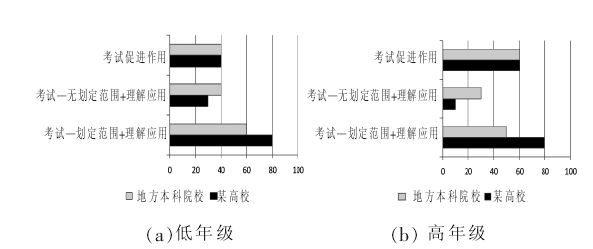 考试促进作用
考试—无划定范围+理解应用
考试—划定范围+理解应用
0 20 40 60 80 100
地方本科院校 某高校
(a)低年级
考试促进作用
考试—无划定范围+理解应用
考试—划定范围+理解应用
0 20 40 60 80 100
地方本科院校 某高校
(b) 高年级